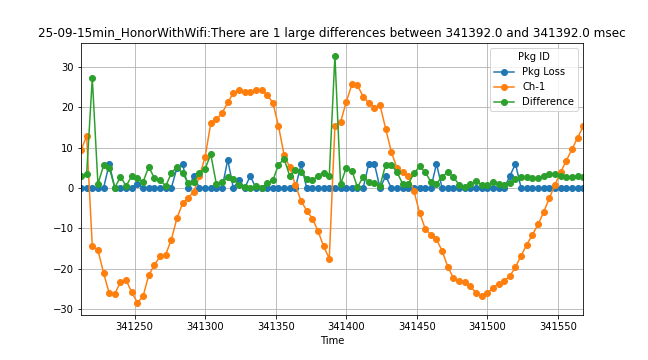 25-09-15min_HonorWithWifi:There are 1 large differences between 341392.0 and 341392.0 msec
Pkg ID
Pkg Loss
Ch-1
Difference
30
20
10
0
−10
−20
−30
341250 341300 341350 341400 341450 341500 341550
Time